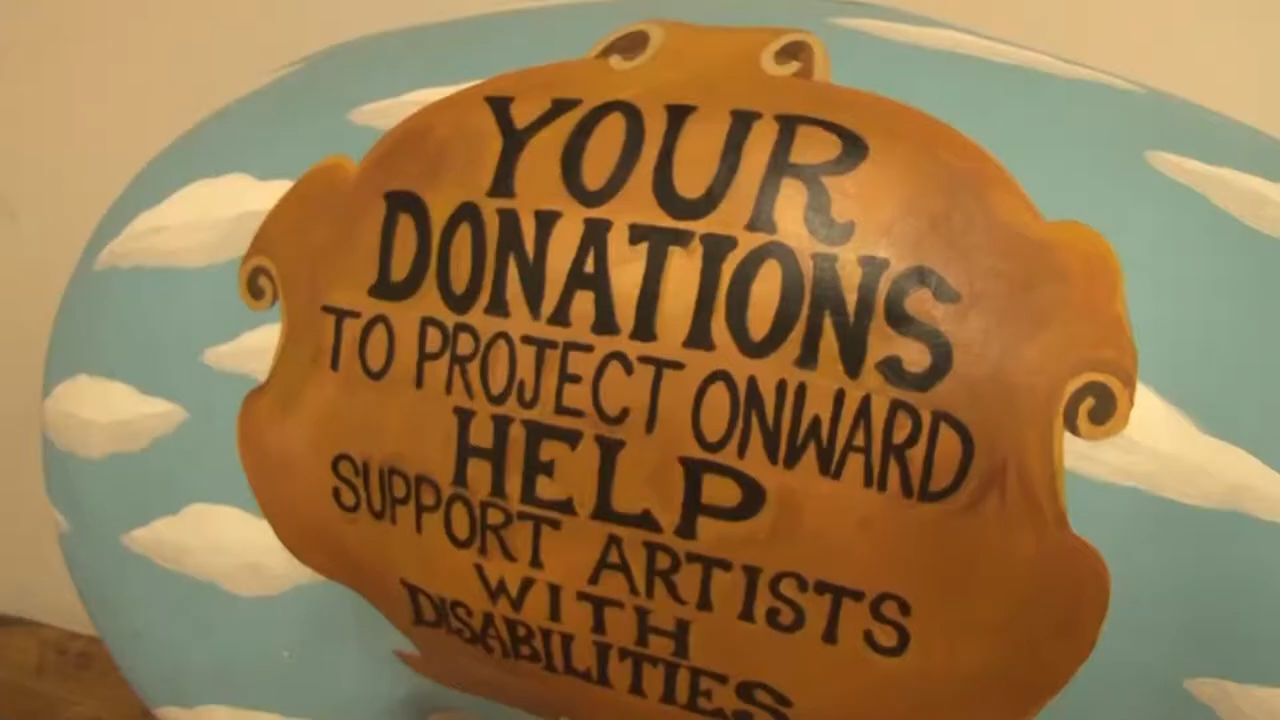 YOUR
DONATIONS
TO PROJECT ONWARD
HELP
SUPPORT ARTISTS
WITH
DISABILITIES